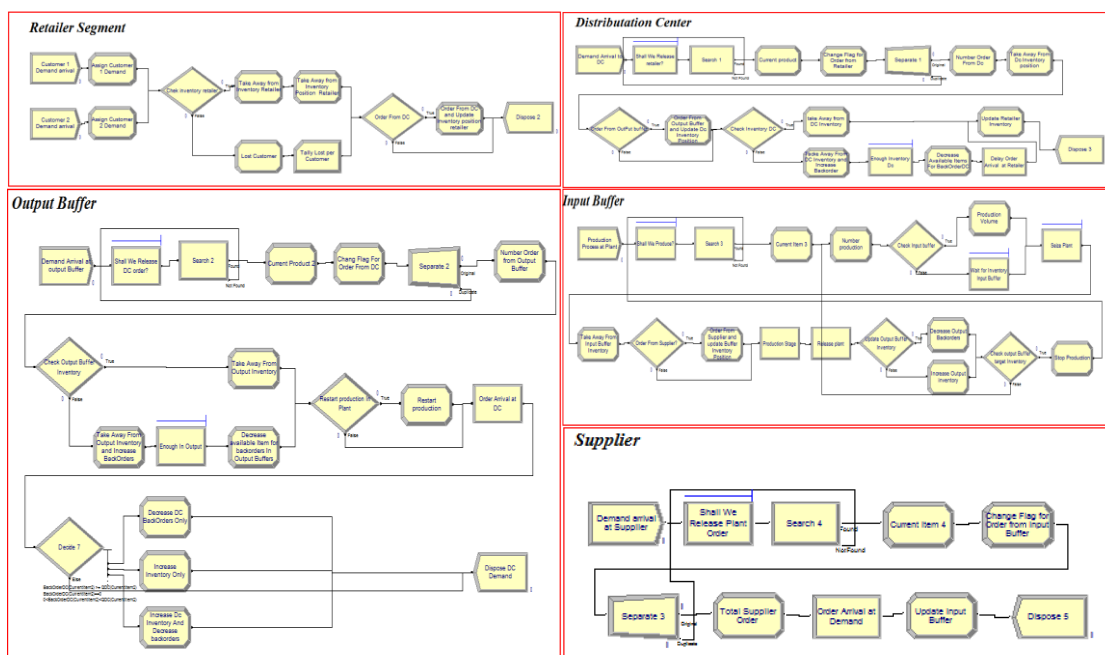 Retailer Segment
Customer 1
Demand arrival
Assign Customer
1 Demand
Customer 2
Demand arrival
Assign Customer
2 Demand
Chek inventory retailer
True
False
Take Away from
Inventory Retailer
Take Away from
Inventory
Position Retailer
Lost Customer
Tally Lost per
Customer
Order From DC
True
False
Order From DC
and Update
Inventory position
retailer
Dispose 2
Distributation Center
Demand Arrival to
DC
Shall We Release
retailer?
Search 1
Found
Not Found
Current product
Change Flag for
Order from
Retailer
Separate 1
Original
Duplicate
Number Order
From Dc
Take Away From
Dc Inventory
position
Order From OutPut buffer
False
Order From
Output Buffer
and Update Dc
Inventory Position
Check Inventory DC
True
False
take Away from
DC Inventory
Update Retailer
Inventory
Dispose 3
DC Inventory and
Increase
Backorder
Enough Inventory
Dc
Decrease
Available Items
For BackOrderDC
Delay Order
Arrival at Retailer
Output Buffer
Demand Arrival at
output Buffer
Shall We Release
DC order?
Search 2
Found
Not Found
Current Product 2
Chang Flag For
Order From DC
Separate 2
Original
Duplicate
Number Order
from Output
Buffer
Check Output Buffer
Inventory
True
False
Take Away From
Output Inventory
Take Away From
Output Inventory
and Increase
BackOrders
Enough In Output
Decrease
available Item for
backorders In
Output Buffers
Restart production in
Plant
True
False
Restart
production
Order Arrival at
DC
Decide 7
Else
Decrease DC
BackOrders Only
Increase
Inventory Only
Increase Dc
Inventory And
Decrease
backorders
Dispose DC
Demand
Input Buffer
Production
Process at Plant
Shall We Produce?
Search 3
Found
Not Found
Current Item 3
Number
production
Check Input buffer
True
False
Production
Volume
Wait for Inventory
Input Buffer
Seize Plant
Take Away From
Input Buffer
Inventory
Order From Supplier?
True
False
Order From
Supplier and
update Buffer
Inventory Position
Production Stage
Release plant
Update Output Buffer
Inventory
True
False
Decrease Output
Backorders
Increase Output
Inventory
Check output Buffer
target Inventory
True
False
Stop Production
Supplier
Demand arrival
at Supplier
Shall We
Release Plant
Order
Search 4
Found
Not Found
Current Item 4
Change Flag for
Order from Input
Buffer
Separate 3
Original
Duplicate
Total Supplier
Order
Order Arrival at
Demand
Update Input
Buffer
Dispose 5